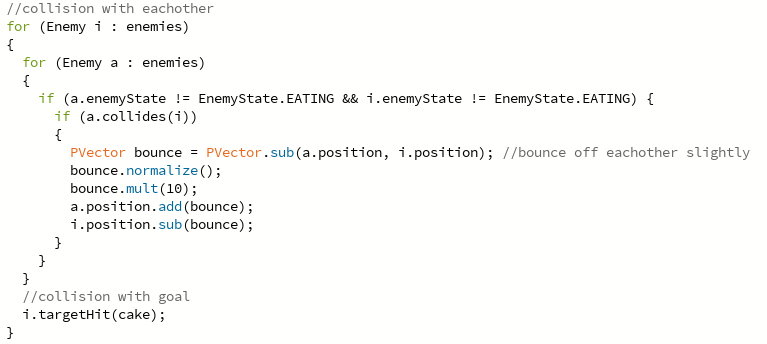 //collision with eachother
for (Enemy i : enemies)
{
  for (Enemy a : enemies)
  {
    if (a.enemyState != EnemyState.EATING && i.enemyState != EnemyState.EATING) {
      if (a.collides(i))
      {
        PVector bounce = PVector.sub(a.position, i.position); //bounce off eachother slightly
        bounce.normalize();
        bounce.mult(10);
        a.position.add(bounce);
        i.position.sub(bounce);
      }
    }
  }
  //collision with goal
  i.targetHit(cake);
}